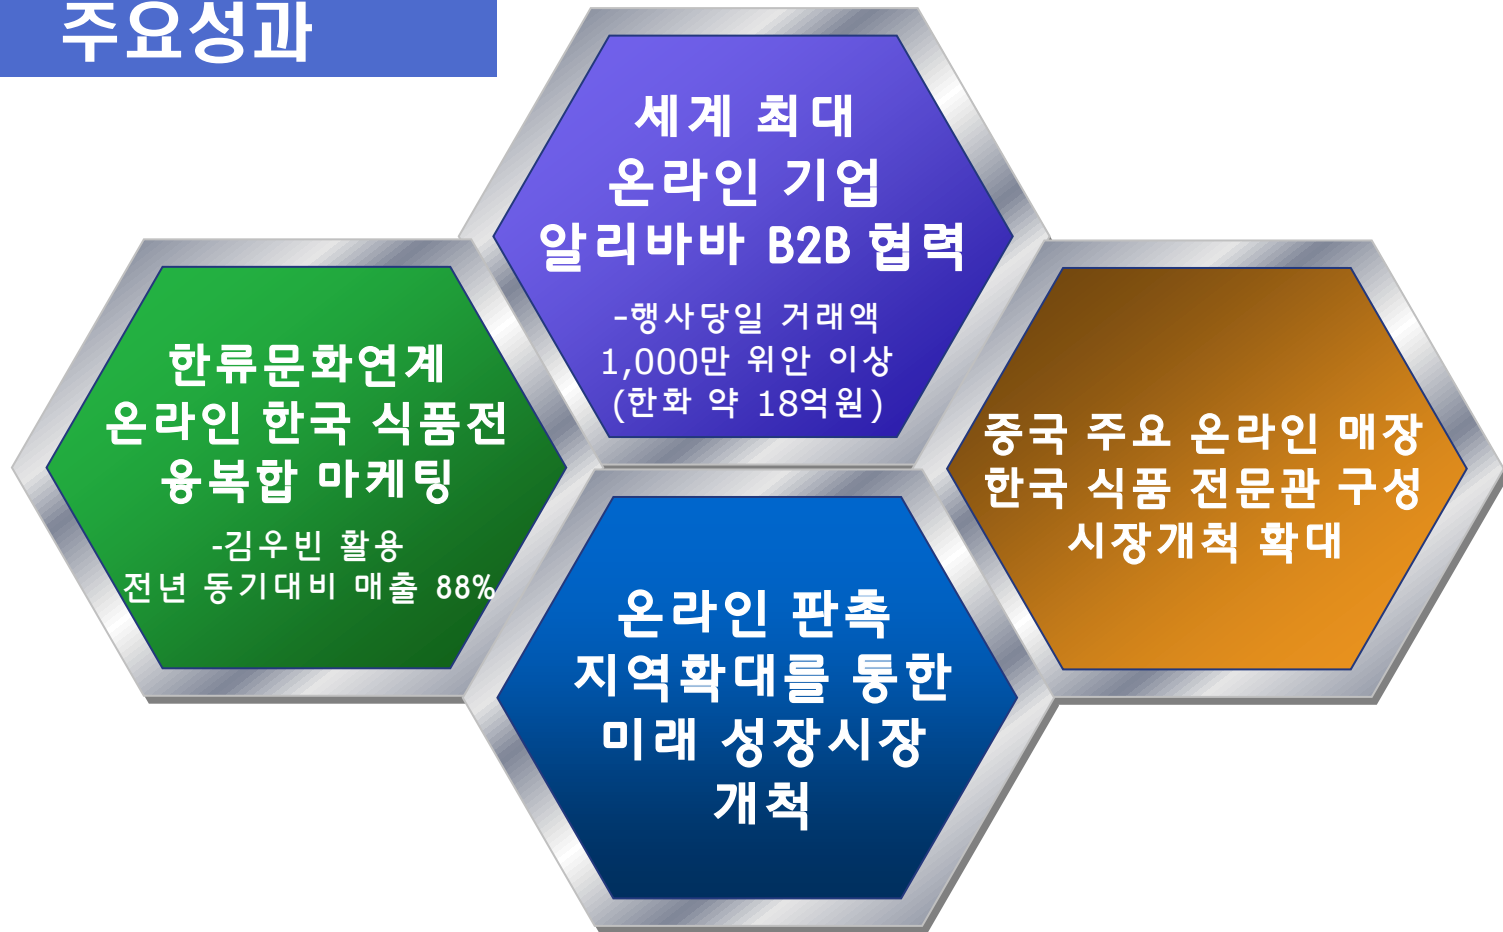 주요성과
세계 최대
온라인 기업
알리바바 B2B 협력
-행사당일 거래액
1,000만 위안 이상
(한화 약 18억원)
한류문화연계
온라인 한국 식품전
융복합 마케팅
-김우빈 활용
전년 동기대비 매출 88%
중국 주요 온라인 매장
한국 식품 전문관 구성
시장개척 확대
온라인 판촉
지역확대를 통한
미래 성장시장
개척